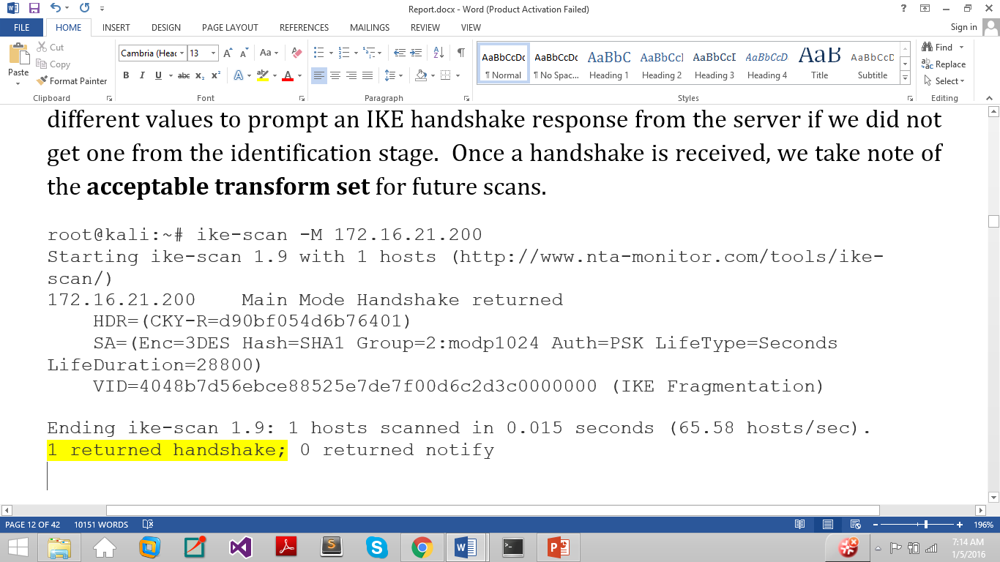 Report.docx - Word (Product Activation Failed)
FILE HOME INSERT DESIGN PAGE LAYOUT REFERENCES MAILINGS REVIEW VIEW Sign in
Paste
Cut
Copy
Format Painter
Clipboard
Cambria (Head 13
Font
Paragraph
AaBbCcDc AaBbCcDc AaBbC AaBbCcI AaBbCcI AaBbCcD AaB AaBbCcD
¶ Normal ¶ No Spac... Heading 1 Heading 2 Heading 3 Heading 4 Title Subtitle
Styles
Find
Replace
Select
Editing
different values to prompt an IKE handshake response from the server if we did not
get one from the identification stage.  Once a handshake is received, we take note of
the acceptable transform set for future scans.
root@kali:~# ike-scan -M 172.16.21.200
Starting ike-scan 1.9 with 1 hosts (http://www.nta-monitor.com/tools/ike-
scan/)
172.16.21.200    Main Mode Handshake returned
HDR=(CKY-R=d90bf054d6b76401)
SA=(Enc=3DES Hash=SHA1 Group=2:modp1024 Auth=PSK LifeType=Seconds
LifeDuration=28800)
VID=4048b7d56ebce88525e7de7f00d6c2d3c0000000 (IKE Fragmentation)
Ending ike-scan 1.9: 1 hosts scanned in 0.015 seconds (65.58 hosts/sec).
1 returned handshake; 0 returned notify
PAGE 12 OF 42 10151 WORDS 196%
7:14 AM
1/5/2016